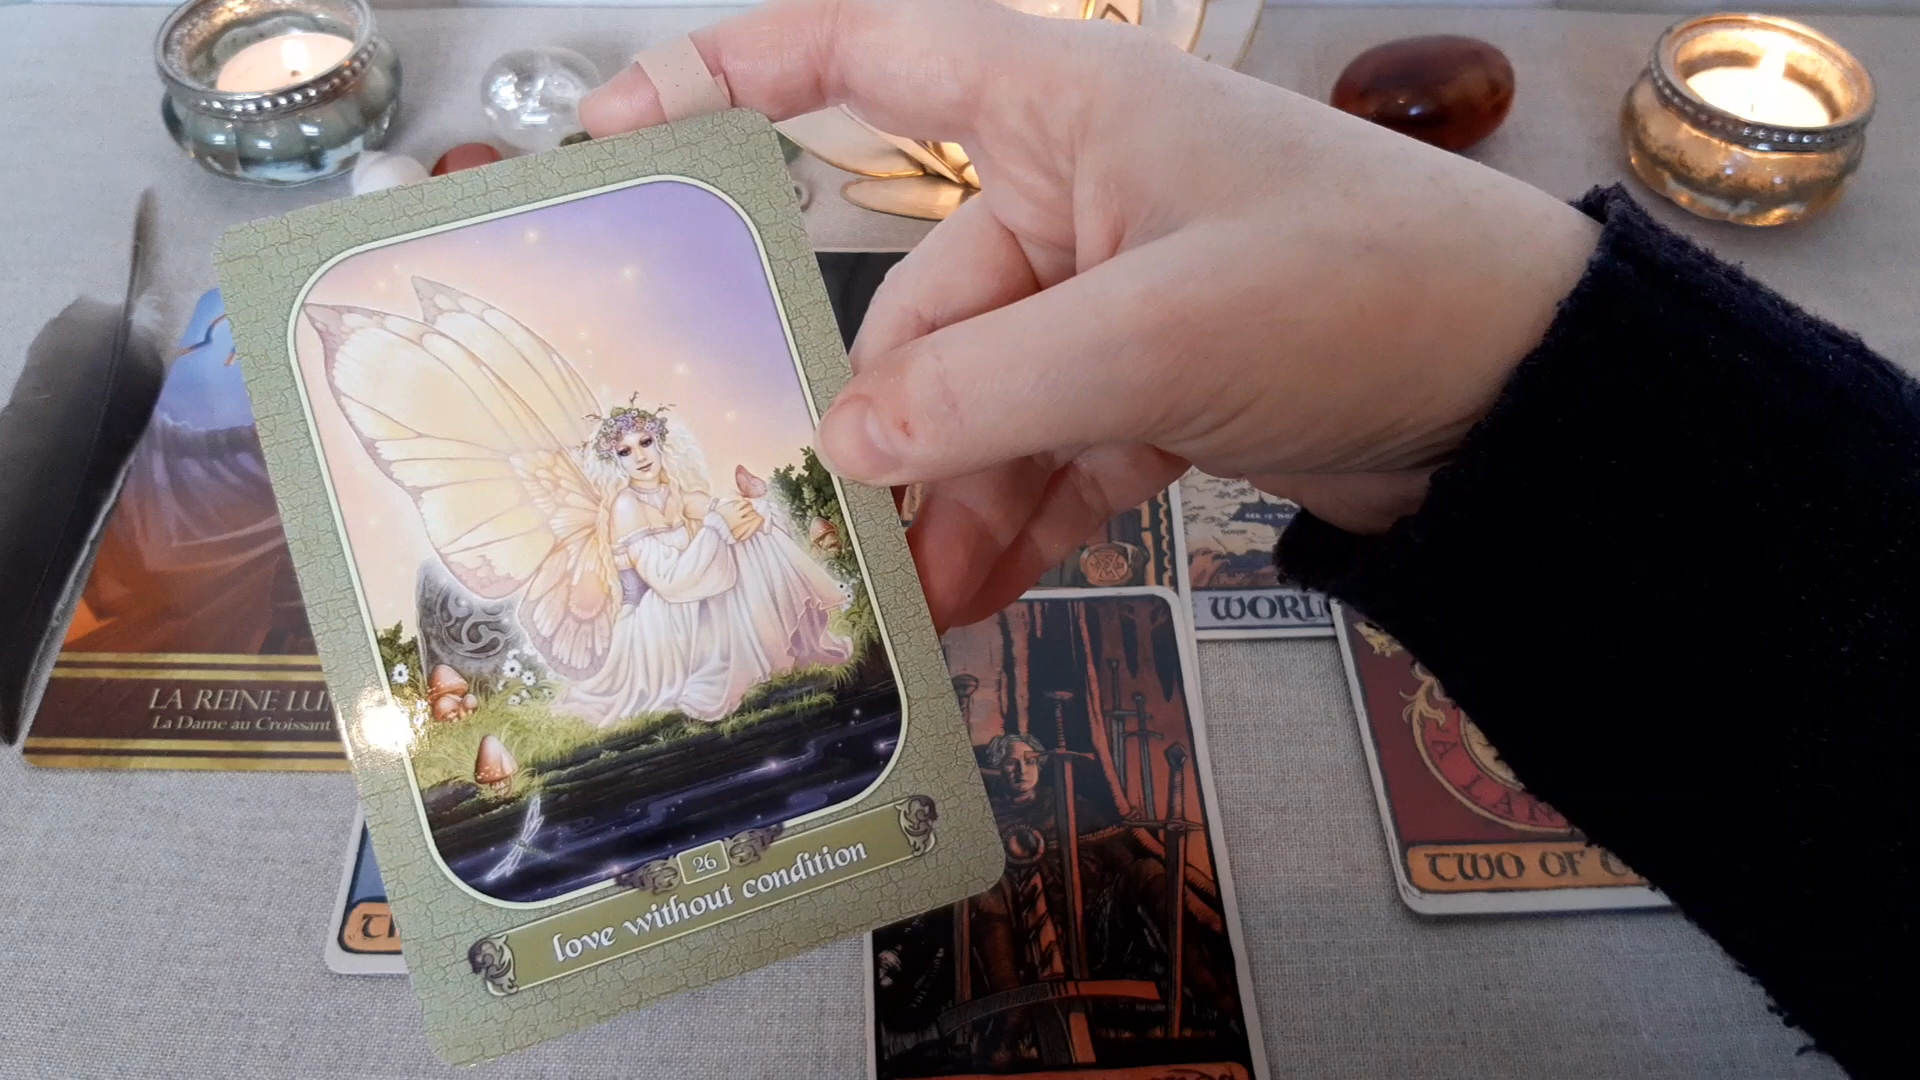 26
love without condition
LA REINE LU
La Dame au Croissant
WORL
TWO OF